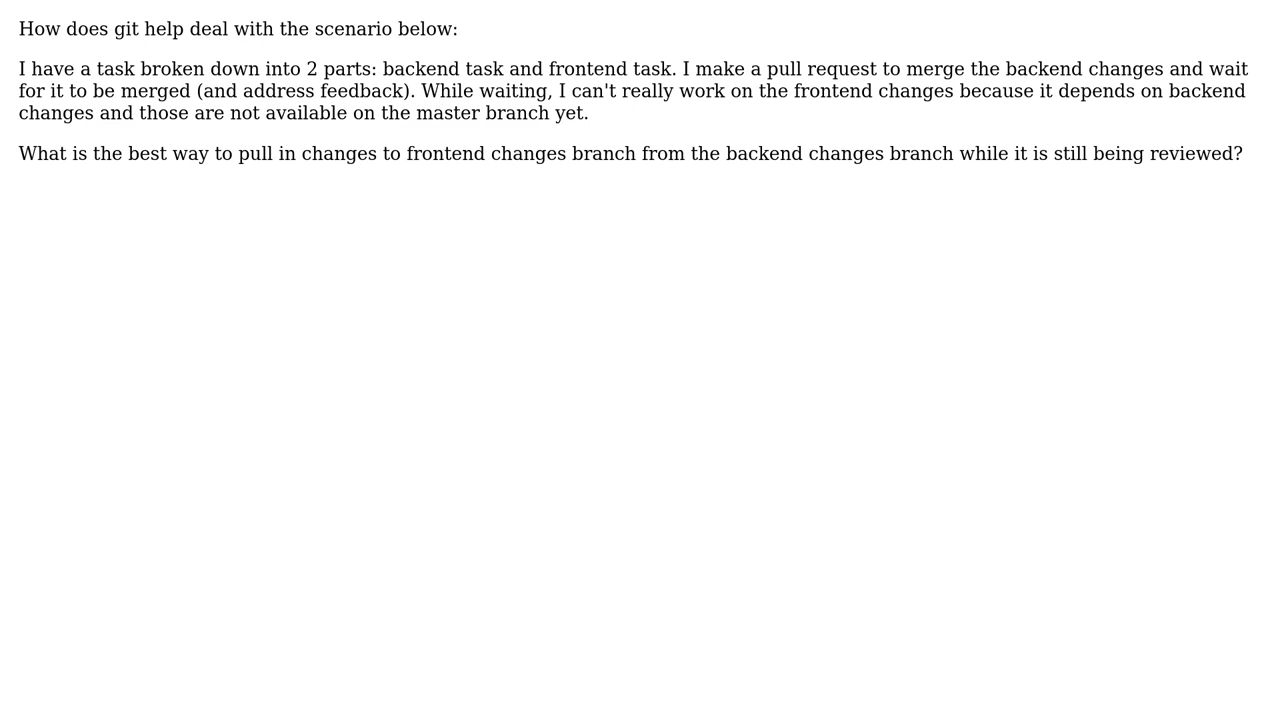 How does git help deal with the scenario below:
I have a task broken down into 2 parts: backend task and frontend task. I make a pull request to merge the backend changes and wait
for it to be merged (and address feedback). While waiting, I can't really work on the frontend changes because it depends on backend
changes and those are not available on the master branch yet.
What is the best way to pull in changes to frontend changes branch from the backend changes branch while it is still being reviewed?